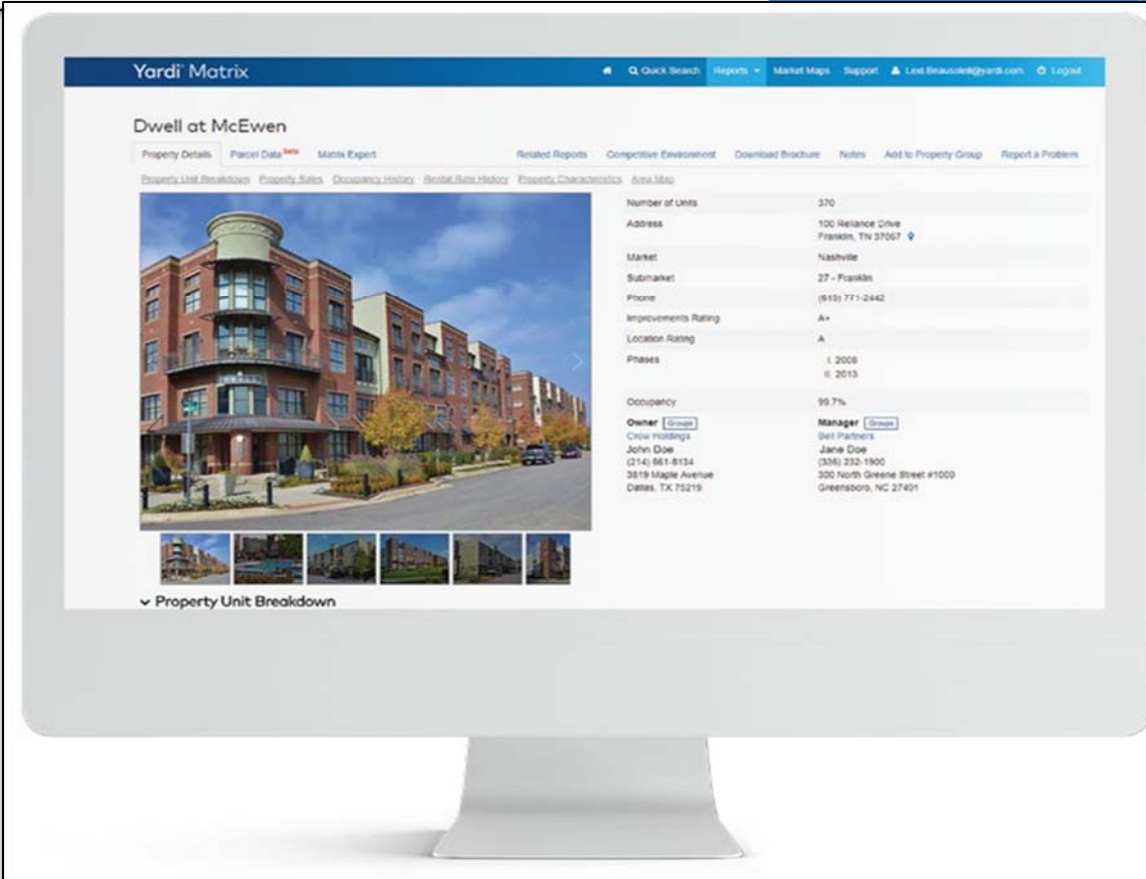 Yardi Matrix
Quick Search Reports Market Maps Support Lexi.Beausoleil@yardi.com Logout
Dwell at McEwen
Property Details Parcel Data beta Matrix Expert Related Reports Competitive Environment Download Brochure Notes Add to Property Group Report a Problem
Property Unit Breakdown Property Sales Occupancy History Rental Rate History Property Characteristics Area Map
Number of Units 370
Address 100 Reliance Drive
Franklin, TN 37067
Market Nashville
Submarket 27 - Franklin
Phone (615) 771-2442
Improvements Rating A+
Location Rating A
Phases I. 2008
II. 2013
Occupancy 99.7%
Owner Groups Manager Groups
Crow Holdings Bell Partners
John Doe Jane Doe
(214) 661-8134 (336) 232-1900
3819 Maple Avenue 300 North Greene Street #1000
Dallas, TX 75219 Greensboro, NC 27401
Property Unit Breakdown